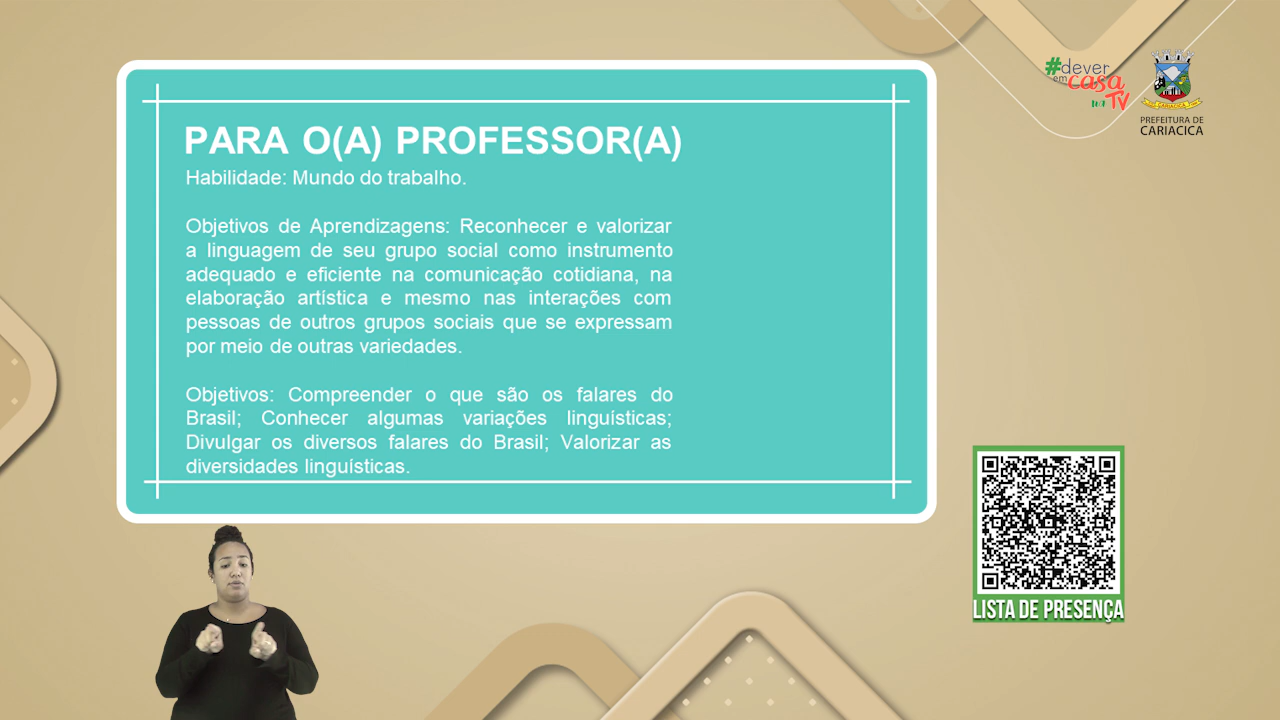 PARA O(A) PROFESSOR(A)
Habilidade: Mundo do trabalho.
Objetivos de Aprendizagens: Reconhecer e valorizar
a linguagem de seu grupo social como instrumento
adequado e eficiente na comunicação cotidiana, na
elaboração artística e mesmo nas interações com
pessoas de outros grupos sociais que se expressam
por meio de outras variedades.
Objetivos: Compreender o que são os falares do
Brasil; Conhecer algumas variações linguísticas;
Divulgar os diversos falares do Brasil; Valorizar as
diversidades linguísticas.
#dever
em casa
na TV
CARIACICA
PREFEITURA DE
CARIACICA
LISTA DE PRESENÇA